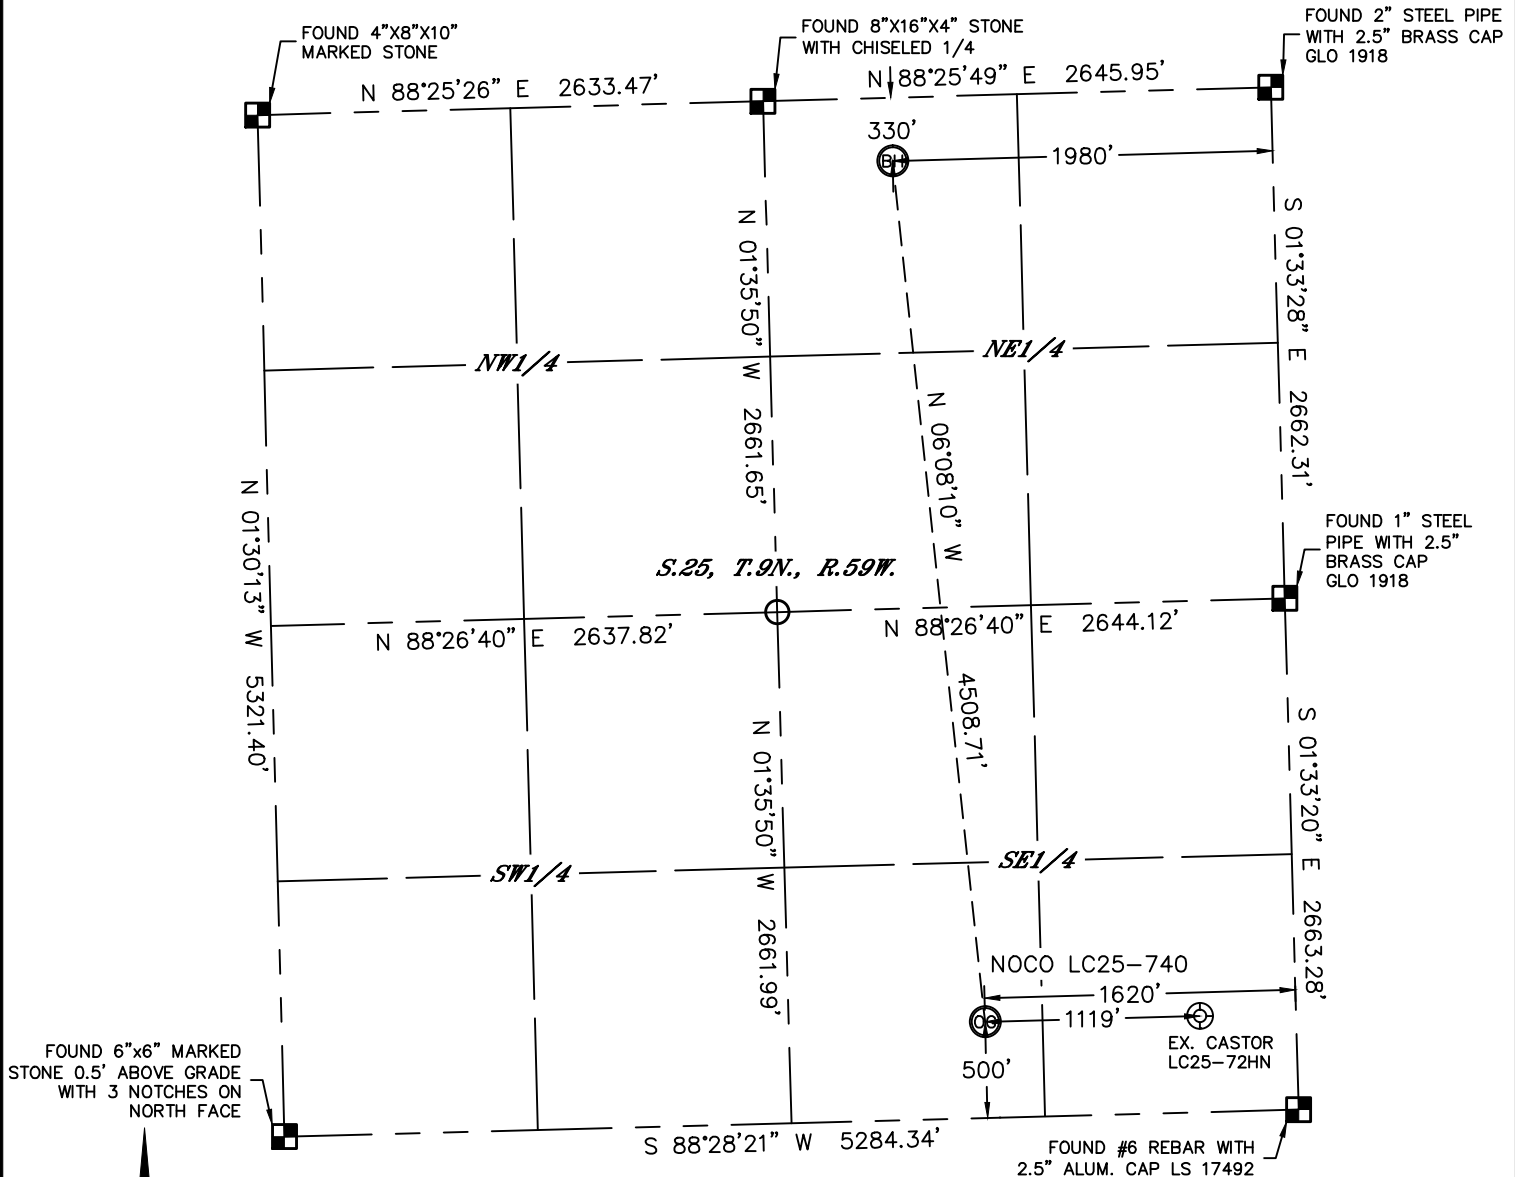 FOUND 4"X8"X10"
MARKED STONE
FOUND 8"X16"X4" STONE
WITH CHISELED 1/4
FOUND 2" STEEL PIPE
WITH 2.5" BRASS CAP
GLO 1918
N 88°25'26" E 2633.47'
N 88°25'49" E 2645.95'
330'
BH
1980'
N 01°35'50" W 2661.65'
S 01°33'28" E 2662.31'
NW1/4
NE1/4
N 06°08'10" W 4508.71'
N 01°30'13" W 5321.40'
FOUND 1" STEEL
PIPE WITH 2.5"
BRASS CAP
GLO 1918
S.25, T.9N., R.59W.
N 88°26'40" E 2637.82'
N 88°26'40" E 2644.12'
N 01°35'50" W 2661.99'
S 01°33'20" E 2663.28'
SW1/4
SE1/4
NOCO LC25-740
1620'
OG
1119'
EX. CASTOR
LC25-72HN
500'
FOUND 6"x6" MARKED
STONE 0.5' ABOVE GRADE
WITH 3 NOTCHES ON
NORTH FACE
S 88°28'21" W 5284.34'
FOUND #6 REBAR WITH
2.5" ALUM. CAP LS 17492